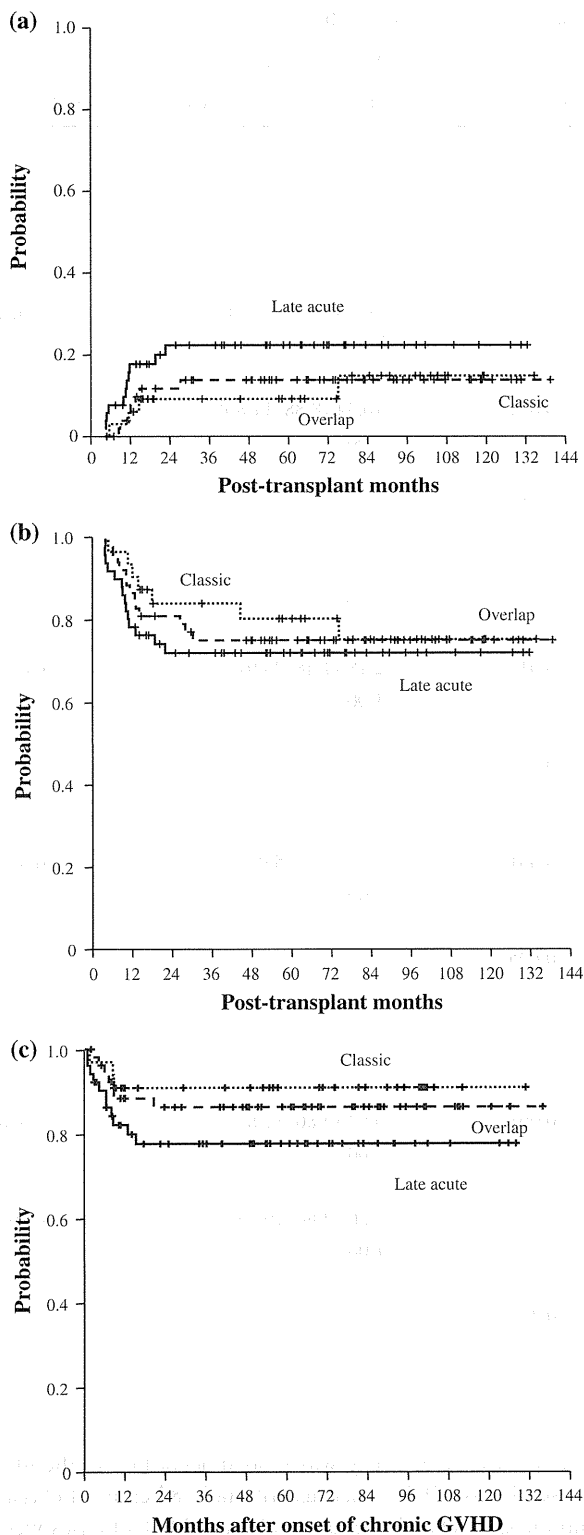 (a)
1.0
0.8
0.6
0.4
0.2
0
Probability
Late acute
Overlap
Classic
0 12 24 36 48 60 72 84 96 108 120 132 144
Post-transplant months
(b)
1.0
0.8
0.6
0.4
0.2
0
Probability
Classic
Overlap
Late acute
0 12 24 36 48 60 72 84 96 108 120 132 144
Post-transplant months
(c)
1.0
0.8
0.6
0.4
0.2
0
Probability
Classic
Overlap
Late acute
0 12 24 36 48 60 72 84 96 108 120 132 144
Months after onset of chronic GVHD